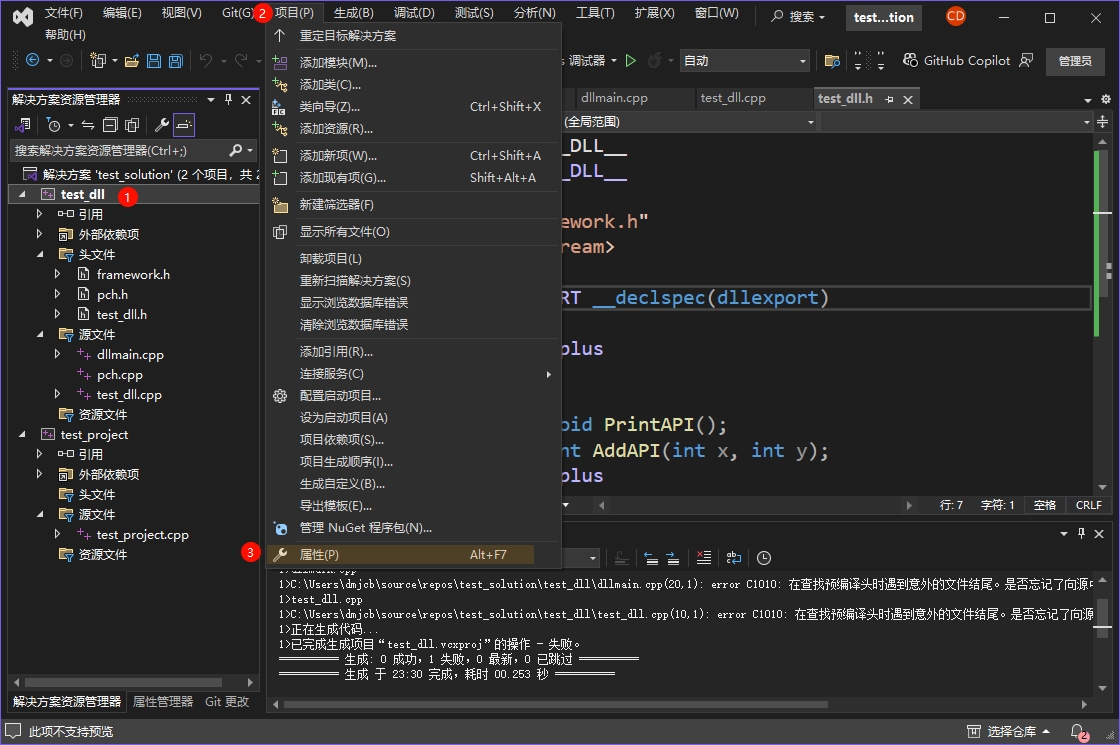 文件(F) 编辑(E) 视图(V) Git(G) 2 项目(P) 生成(B) 调试(D) 测试(S) 分析(N) 工具(T) 扩展(X) 窗口(W) 搜索 test...tion CD
帮助(H)
调试器 自动 GitHub Copilot 管理员
解决方案资源管理器
搜索解决方案资源管理器(Ctrl+;)
解决方案 'test_solution' (2 个项目，共 2
test_dll 1
引用
外部依赖项
头文件
framework.h
pch.h
test_dll.h
源文件
dllmain.cpp
pch.cpp
test_dll.cpp
资源文件
test_project
引用
外部依赖项
头文件
源文件
test_project.cpp
资源文件
解决方案资源管理器 属性管理器 Git 更改
重定目标解决方案
添加模块(M)...
添加类(C)...
类向导(Z)... Ctrl+Shift+X
添加资源(R)...
添加新项(W)... Ctrl+Shift+A
添加现有项(G)... Shift+Alt+A
新建筛选器(F)
显示所有文件(O)
卸载项目(L)
重新扫描解决方案(S)
显示浏览数据库错误
清除浏览数据库错误
添加引用(R)...
连接服务(C)
配置启动项目...
设为启动项目(A)
项目依赖项(S)...
项目生成顺序(I)...
生成自定义(B)...
导出模板(E)...
管理 NuGet 程序包(N)...
3 属性(P) Alt+F7
dllmain.cpp test_dll.cpp test_dll.h
(全局范围)
_DLL__
_DLL__
ework.h"
ream>
RT __declspec(dllexport)
plus
oid PrintAPI();
nt AddAPI(int x, int y);
plus
行: 7 字符: 1 空格 CRLF
1>dllmain.cpp
1>C:\Users\dmjcb\source\repos\test_solution\test_dll\dllmain.cpp(20,1): error C1010: 在查找预编译头时遇到意外的文件结尾。是否忘记了向源
1>test_dll.cpp
1>C:\Users\dmjcb\source\repos\test_solution\test_dll\test_dll.cpp(10,1): error C1010: 在查找预编译头时遇到意外的文件结尾。是否忘记了向源
1>正在生成代码...
1>已完成生成项目“test_dll.vcxproj”的操作 - 失败。
========== 生成: 0 成功，1 失败，0 最新，0 已跳过 ==========
========== 生成 于 23:30 完成，耗时 00.253 秒 ==========
此项不支持预览 选择仓库 2